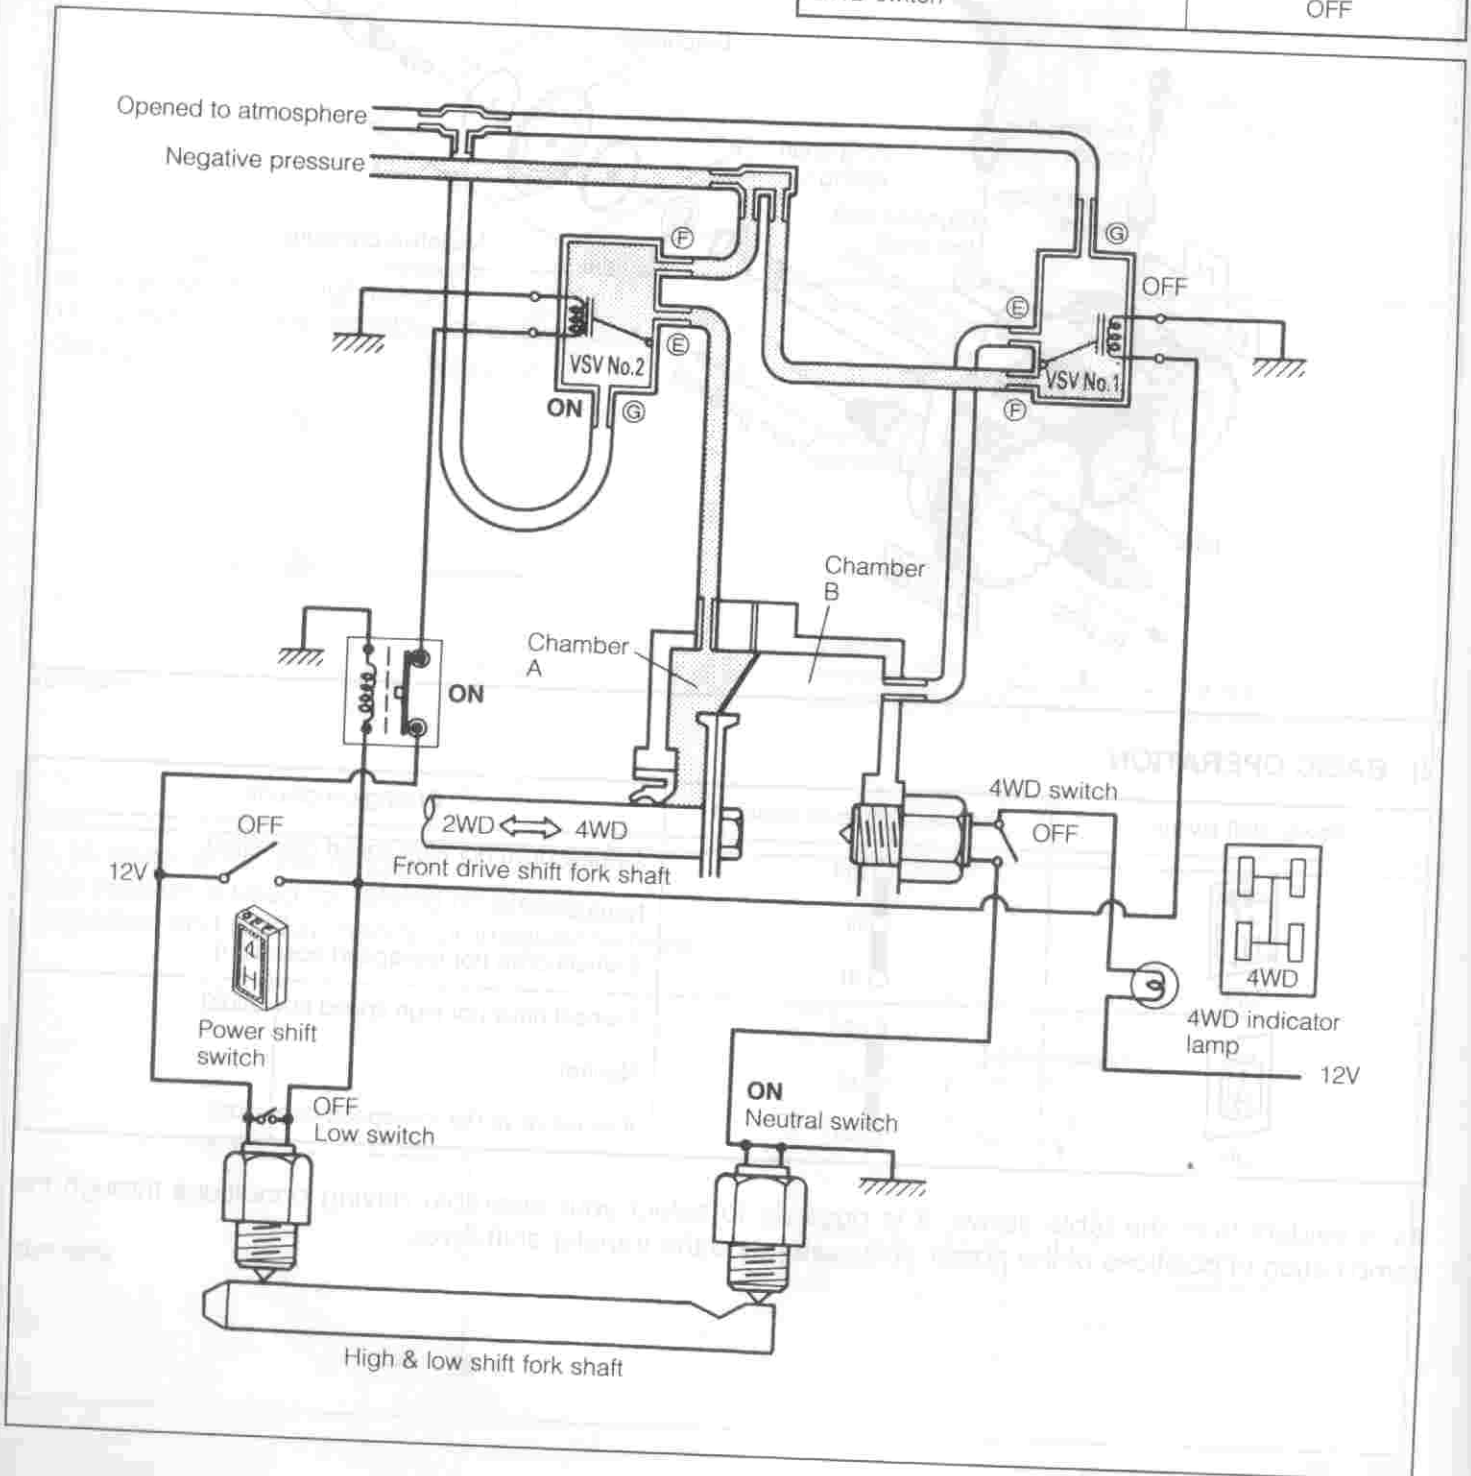 OFF
Opened to atmosphere
Negative pressure
F
G
E
OFF
VSV No.2
E
VSV No.1
ON
G
F
Chamber
B
Chamber
A
ON
4WD switch
OFF
OFF
2WD 4WD
12V
Front drive shift fork shaft
4
H
4WD
Power shift
switch
4WD indicator
lamp
12V
ON
Neutral switch
OFF
Low switch
High & low shift fork shaft